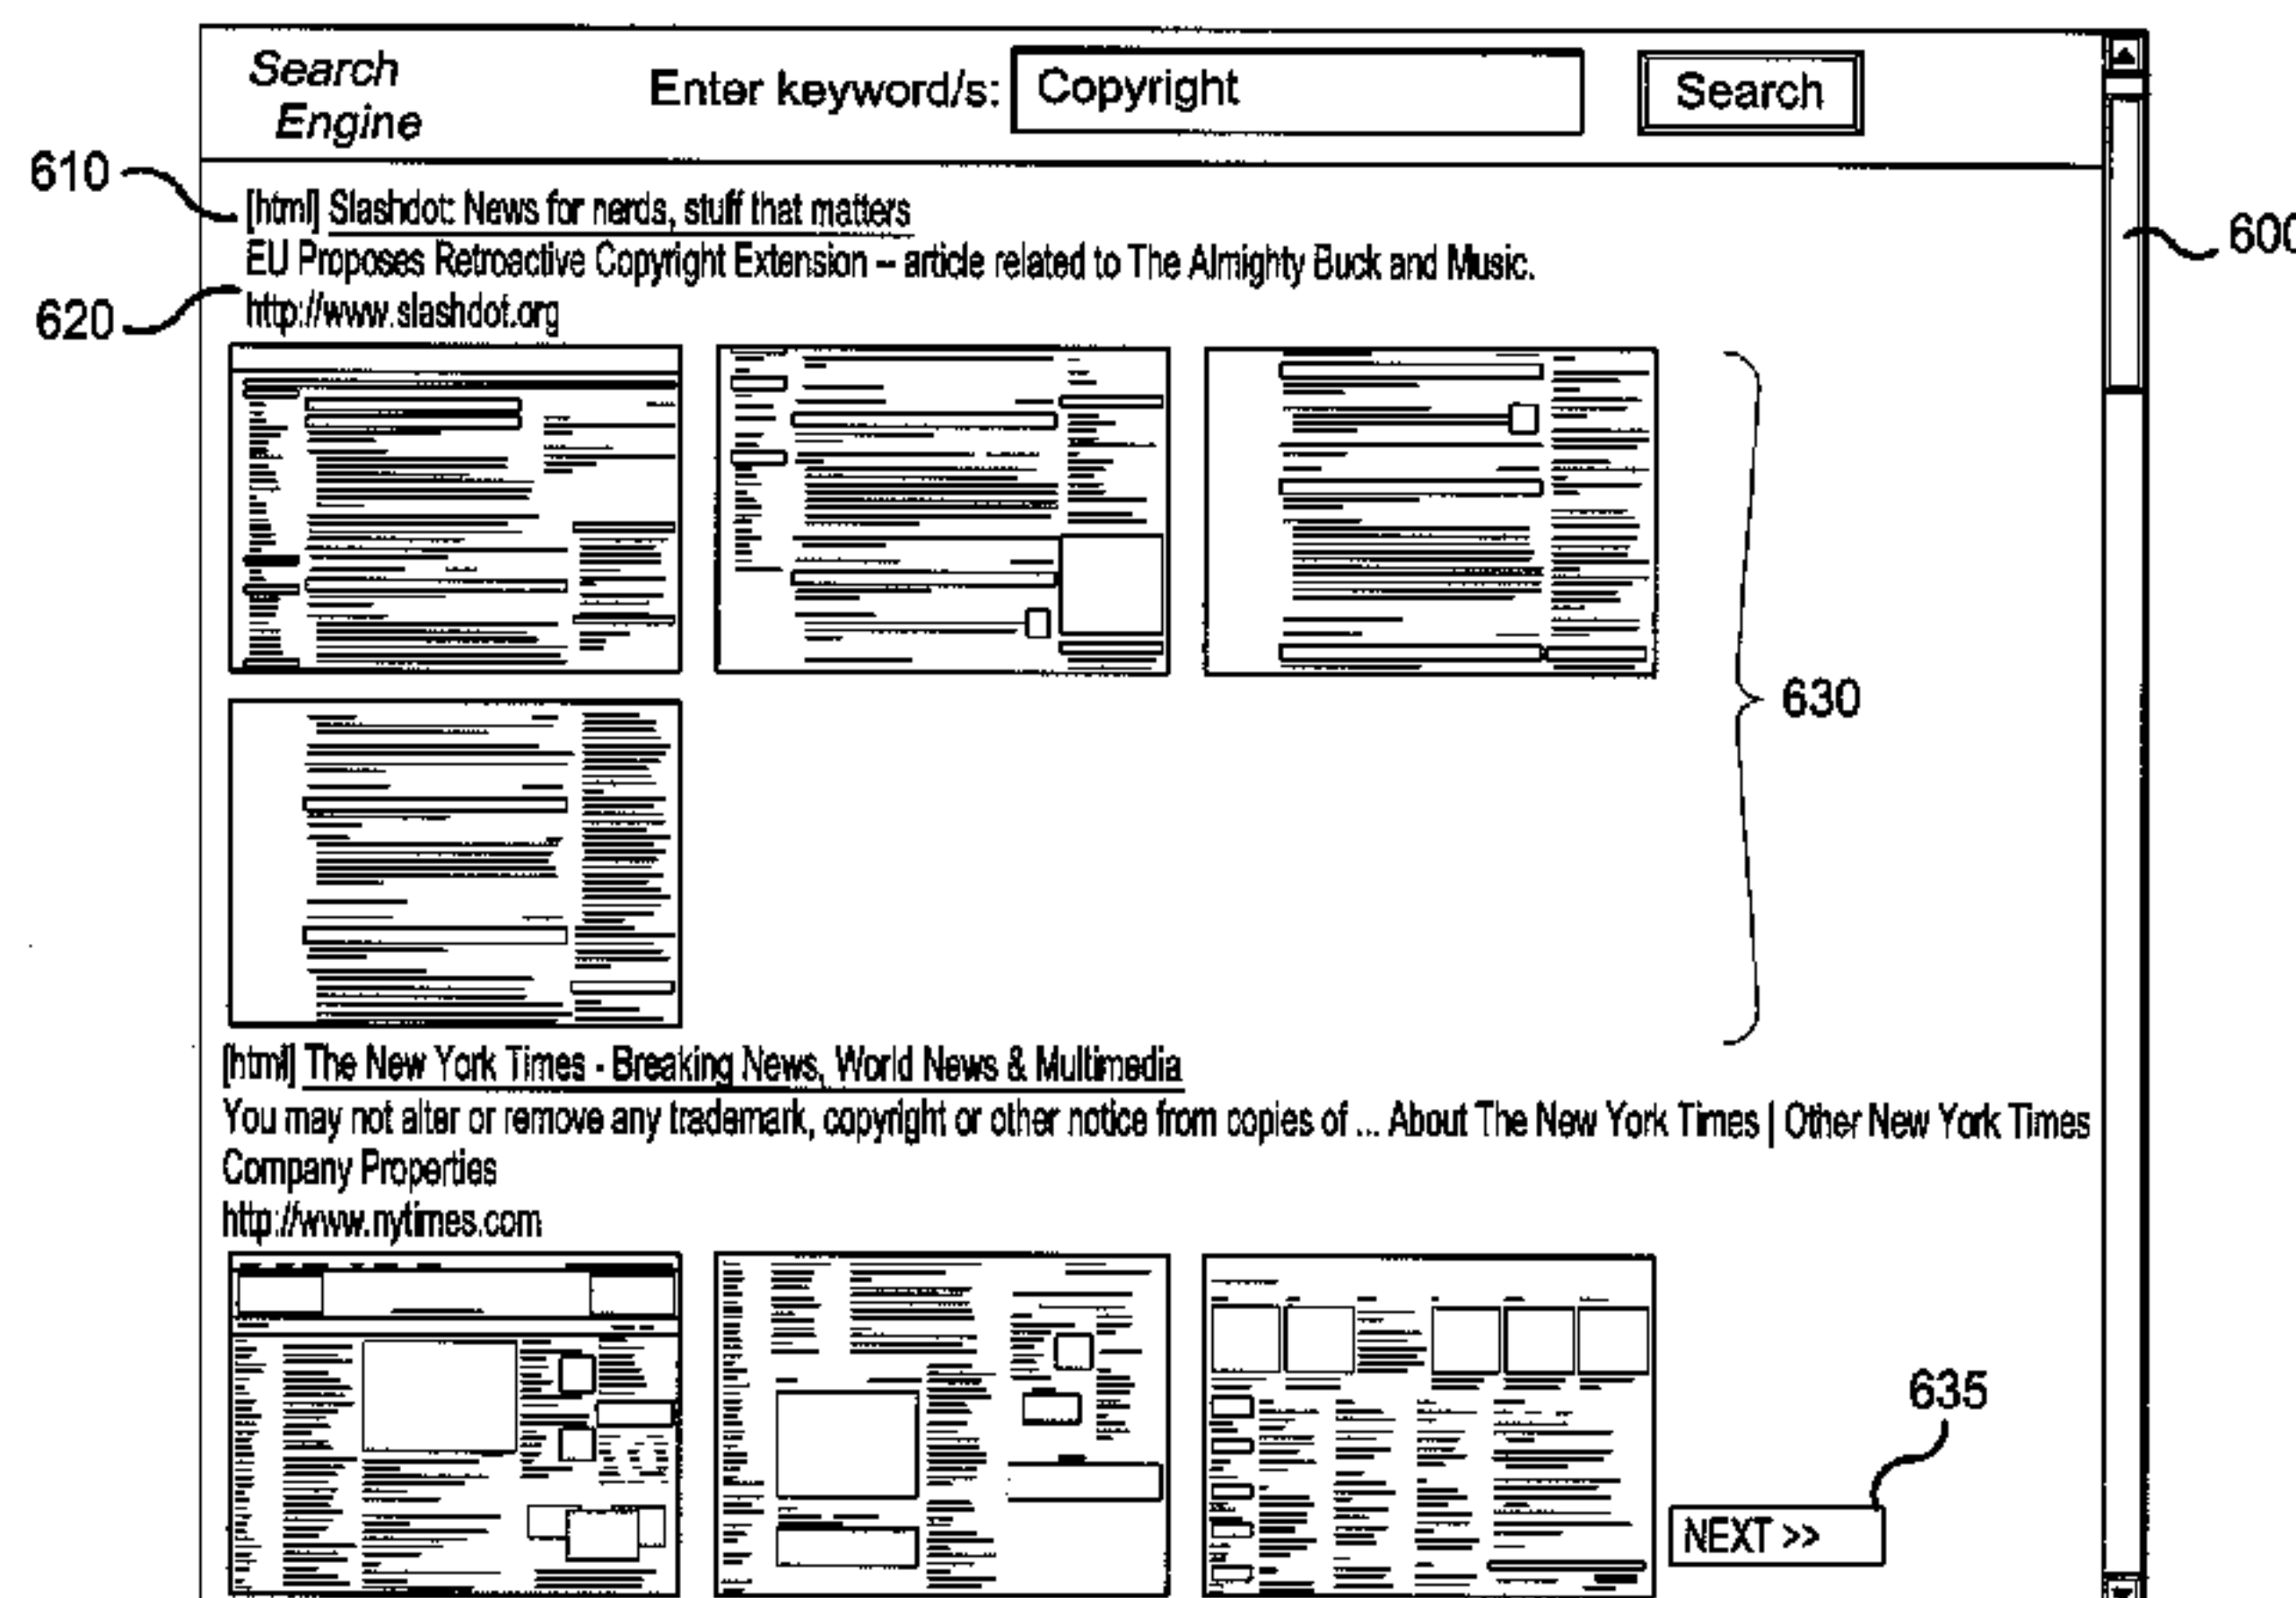 Search
Engine
Enter keyword/s: Copyright Search
610
[html] Slashdot: News for nerds, stuff that matters
600
EU Proposes Retroactive Copyright Extension -- article related to The Almighty Buck and Music.
620
http://www.slashdot.org
630
[html] The New York Times - Breaking News, World News & Multimedia
You may not alter or remove any trademark, copyright or other notice from copies of ... About The New York Times | Other New York Times
Company Properties
http://www.nytimes.com
635
NEXT >>